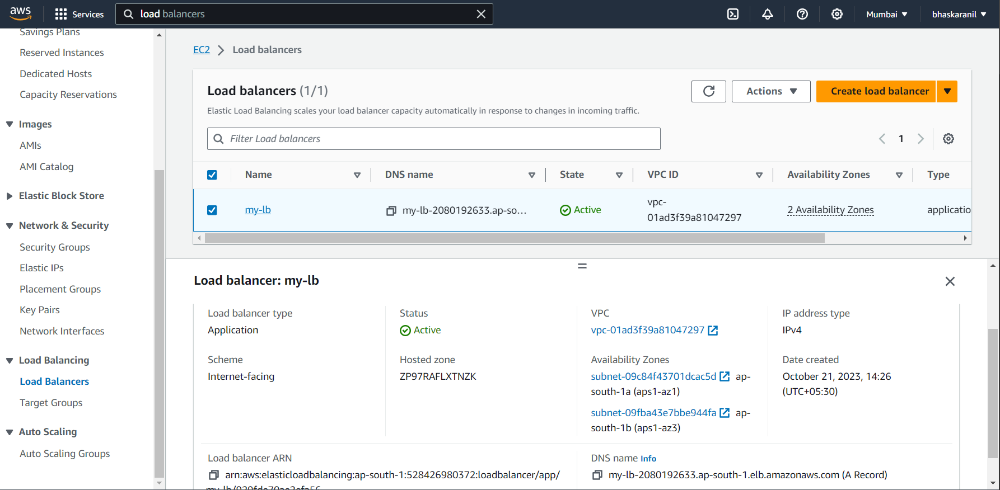 aws Services load balancers Mumbai bhaskaranil
Savings Plans
Reserved Instances
Dedicated Hosts
Capacity Reservations
Images
AMIs
AMI Catalog
Elastic Block Store
Network & Security
Security Groups
Elastic IPs
Placement Groups
Key Pairs
Network Interfaces
Load Balancing
Load Balancers
Target Groups
Auto Scaling
Auto Scaling Groups
EC2 Load balancers
Load balancers (1/1) Actions Create load balancer
Elastic Load Balancing scales your load balancer capacity automatically in response to changes in incoming traffic.
Filter Load balancers 1
Name DNS name State VPC ID Availability Zones Type
my-lb my-lb-2080192633.ap-so... Active vpc-
01ad3f39a81047297 2 Availability Zones applicatio
Load balancer: my-lb
Load balancer type
Application
Status
Active
VPC
vpc-01ad3f39a81047297
IP address type
IPv4
Scheme
Internet-facing
Hosted zone
ZP97RAFLXTNZK
Availability Zones
subnet-09c84f43701dcac5d ap-
south-1a (aps1-az1)
subnet-09fba43e7bbe944fa ap-
south-1b (aps1-az3)
Date created
October 21, 2023, 14:26
(UTC+05:30)
Load balancer ARN
arn:aws:elasticloadbalancing:ap-south-1:528426980372:loadbalancer/app/
DNS name Info
my-lb-2080192633.ap-south-1.elb.amazonaws.com (A Record)